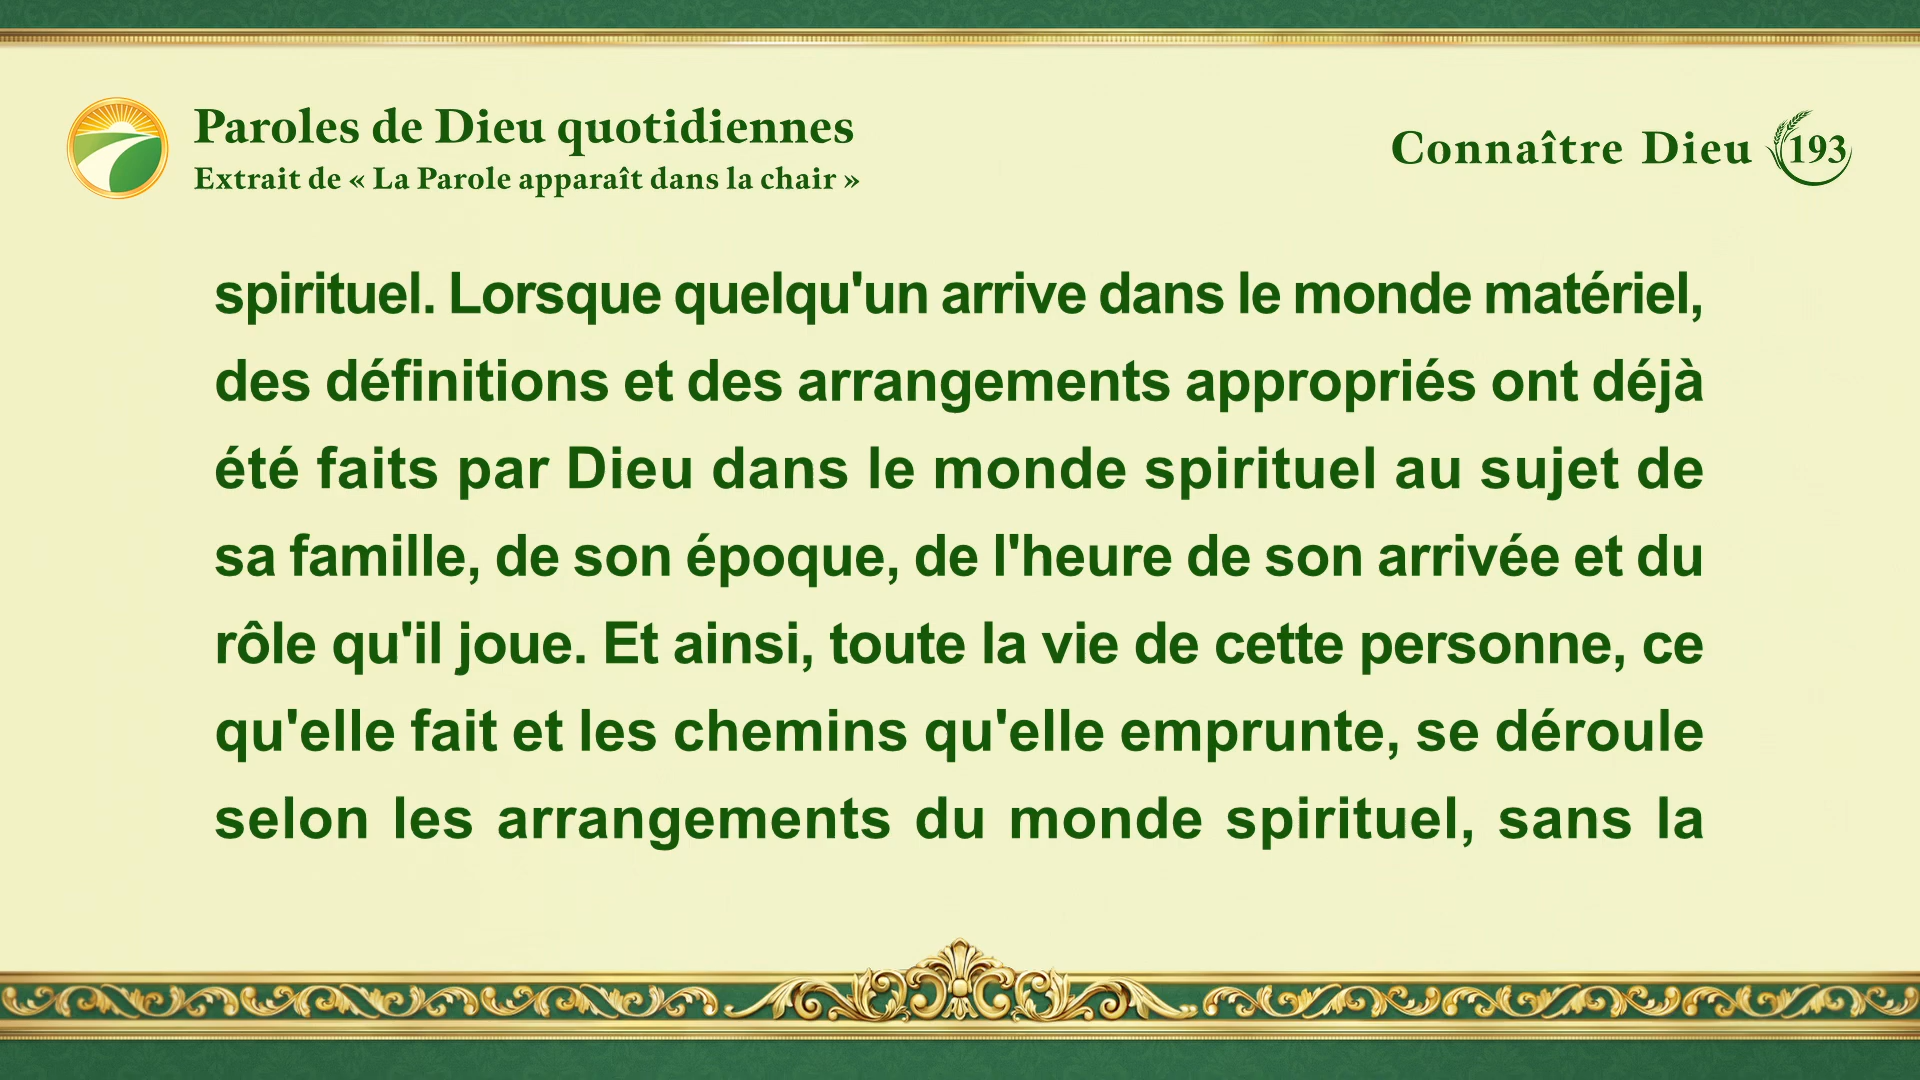 Paroles de Dieu quotidiennes
Extrait de « La Parole apparaît dans la chair »
Connaître Dieu 193
spirituel. Lorsque quelqu'un arrive dans le monde matériel,
des définitions et des arrangements appropriés ont déjà
été faits par Dieu dans le monde spirituel au sujet de
sa famille, de son époque, de l'heure de son arrivée et du
rôle qu'il joue. Et ainsi, toute la vie de cette personne, ce
qu'elle fait et les chemins qu'elle emprunte, se déroule
selon les arrangements du monde spirituel, sans la